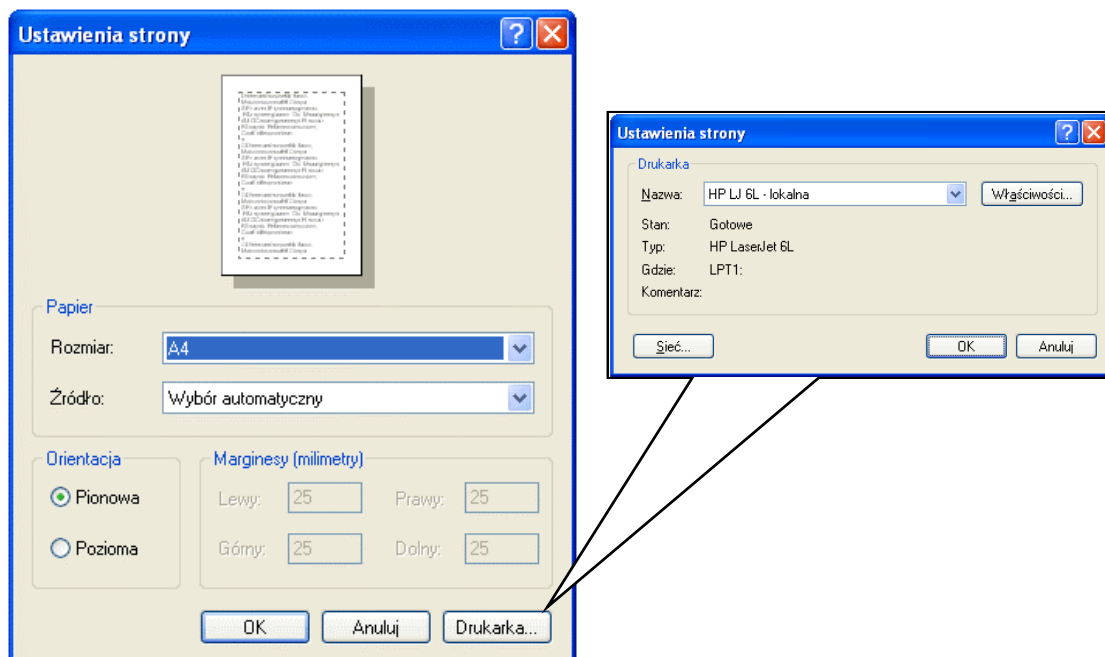 Ustawienia strony
Papier
Rozmiar: A4
Źródło: Wybór automatyczny
Orientacja
Pionowa
Pozioma
Marginesy (milimetry)
Lewy: 25 Prawy: 25
Górny: 25 Dolny: 25
OK Anuluj Drukarka...
Ustawienia strony
Drukarka
Nazwa: HP LJ 6L - lokalna Właściwości...
Stan: Gotowe
Typ: HP LaserJet 6L
Gdzie: LPT1:
Komentarz:
Sieć... OK Anuluj